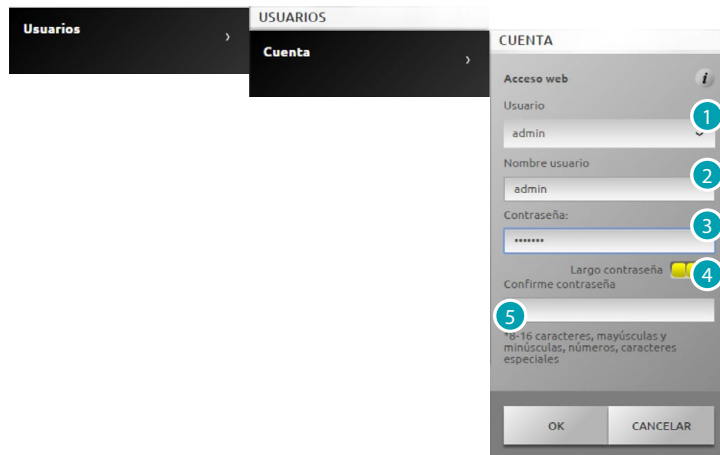 Usuarios
USUARIOS
Cuenta
CUENTA
Acceso web
i
Usuario
1
admin
Nombre usuario
2
admin
Contraseña:
3
•••••••
Largo contraseña
4
Confirme contraseña
5
*8-16 caracteres, mayúsculas y
minúsculas, números, caracteres
especiales
OK
CANCELAR